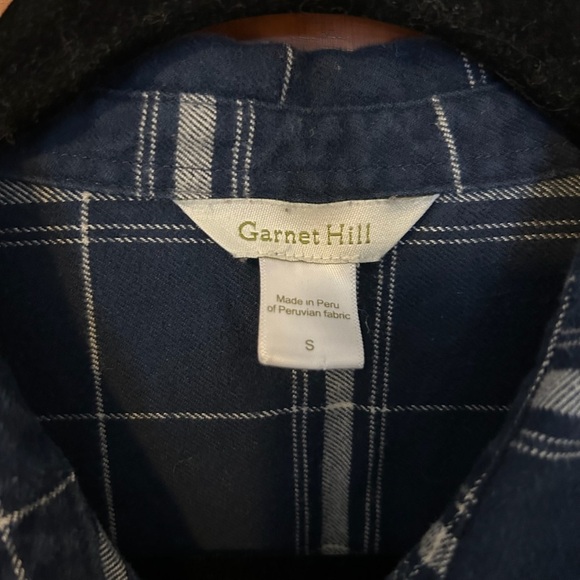 Garnet Hill
Made in Peru
of Peruvian fabric
S